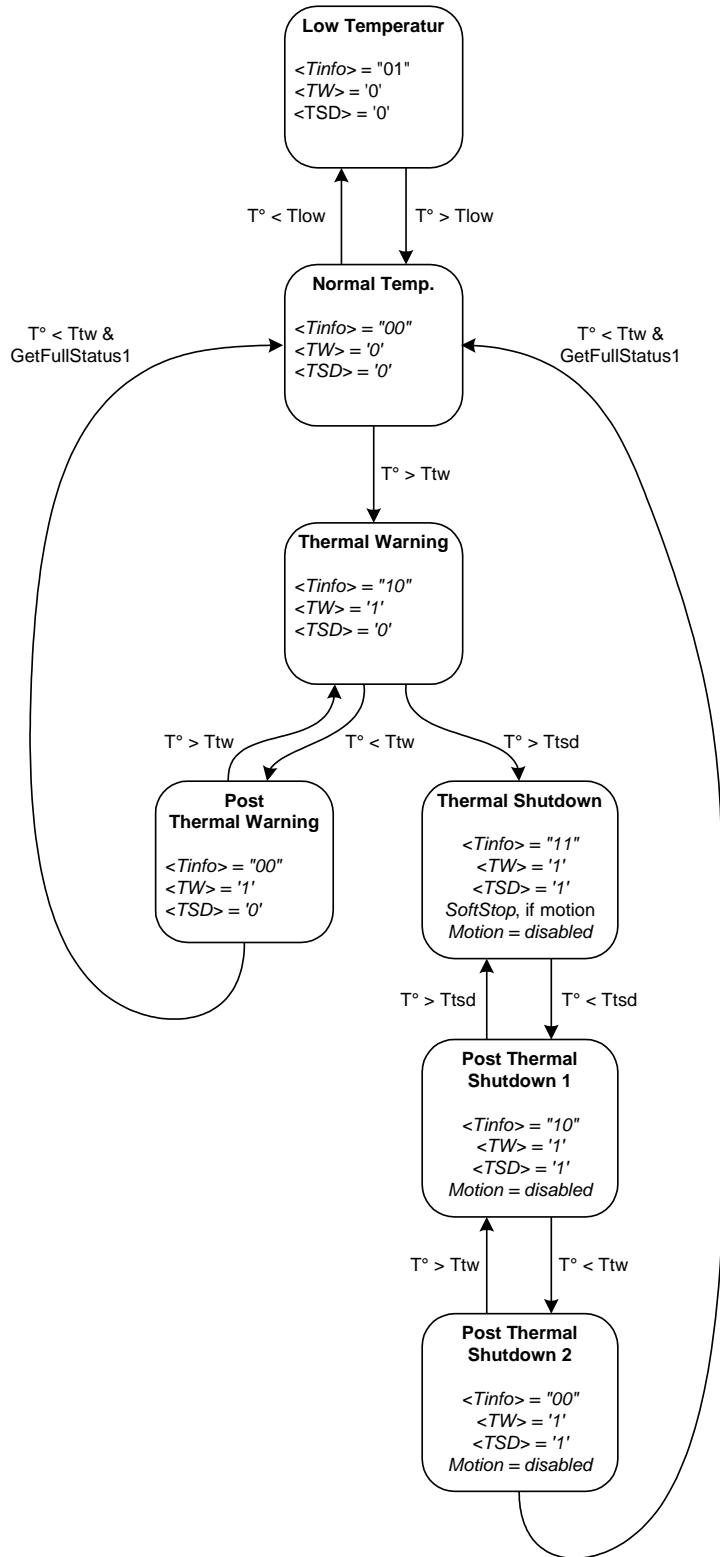 Low Temperatur
<Tinfo> = "01"
<TW> = '0'
<TSD> = '0'
T° < Tlow
T° > Tlow
Normal Temp.
<Tinfo> = "00"
<TW> = '0'
<TSD> = '0'
T° < Ttw &
GetFullStatus1
T° < Ttw &
GetFullStatus1
T° > Ttw
Thermal Warning
<Tinfo> = "10"
<TW> = '1'
<TSD> = '0'
T° > Ttw
T° < Ttw
T° > Ttsd
Post
Thermal Warning
<Tinfo> = "00"
<TW> = '1'
<TSD> = '0'
Thermal Shutdown
<Tinfo> = "11"
<TW> = '1'
<TSD> = '1'
SoftStop, if motion
Motion = disabled
T° > Ttsd
T° < Ttsd
Post Thermal
Shutdown 1
<Tinfo> = "10"
<TW> = '1'
<TSD> = '1'
Motion = disabled
T° > Ttw
T° < Ttw
Post Thermal
Shutdown 2
<Tinfo> = "00"
<TW> = '1'
<TSD> = '1'
Motion = disabled